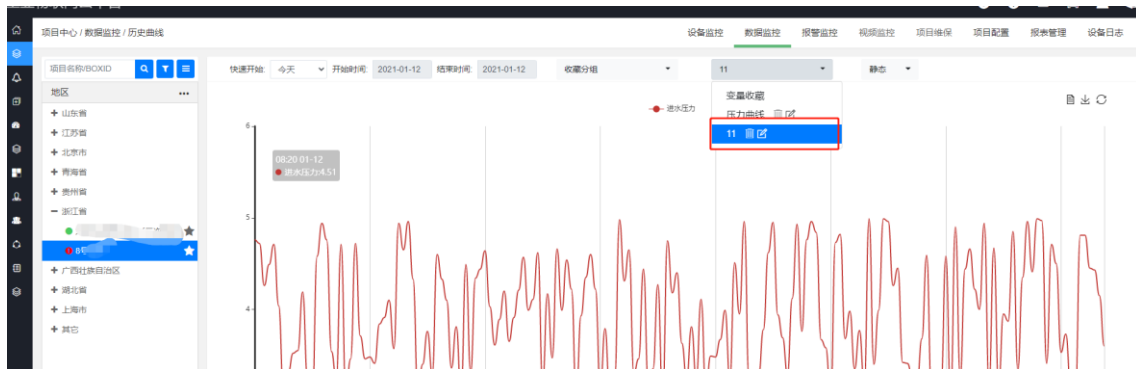 项目中心 / 数据监控 / 历史曲线
设备监控 数据监控 报警监控 视频监控 项目维保 项目配置 报表管理 设备日志
项目名称/BOXID
快速开始: 今天 开始时间: 2021-01-12 结束时间: 2021-01-12 收藏分组 11 静态
地区 •••
变量收藏
压力曲线
11
进水压力
山东省
江苏省
北京市
青海省
贵州省
浙江省
广西壮族自治区
湖北省
上海市
其它
6
08:20 01-12
进水压力:4.51
5
4